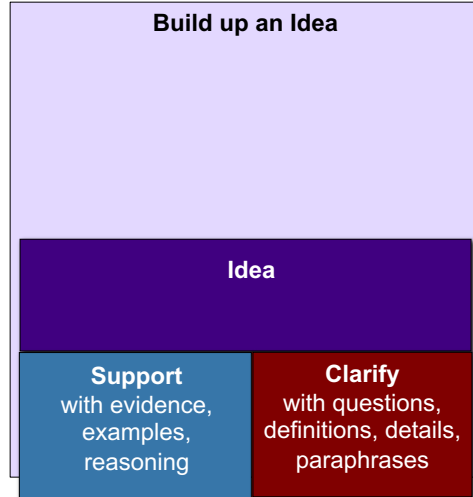 Build up an Idea
Idea
Support
with evidence,
examples,
reasoning
Clarify
with questions,
definitions, details,
paraphrases